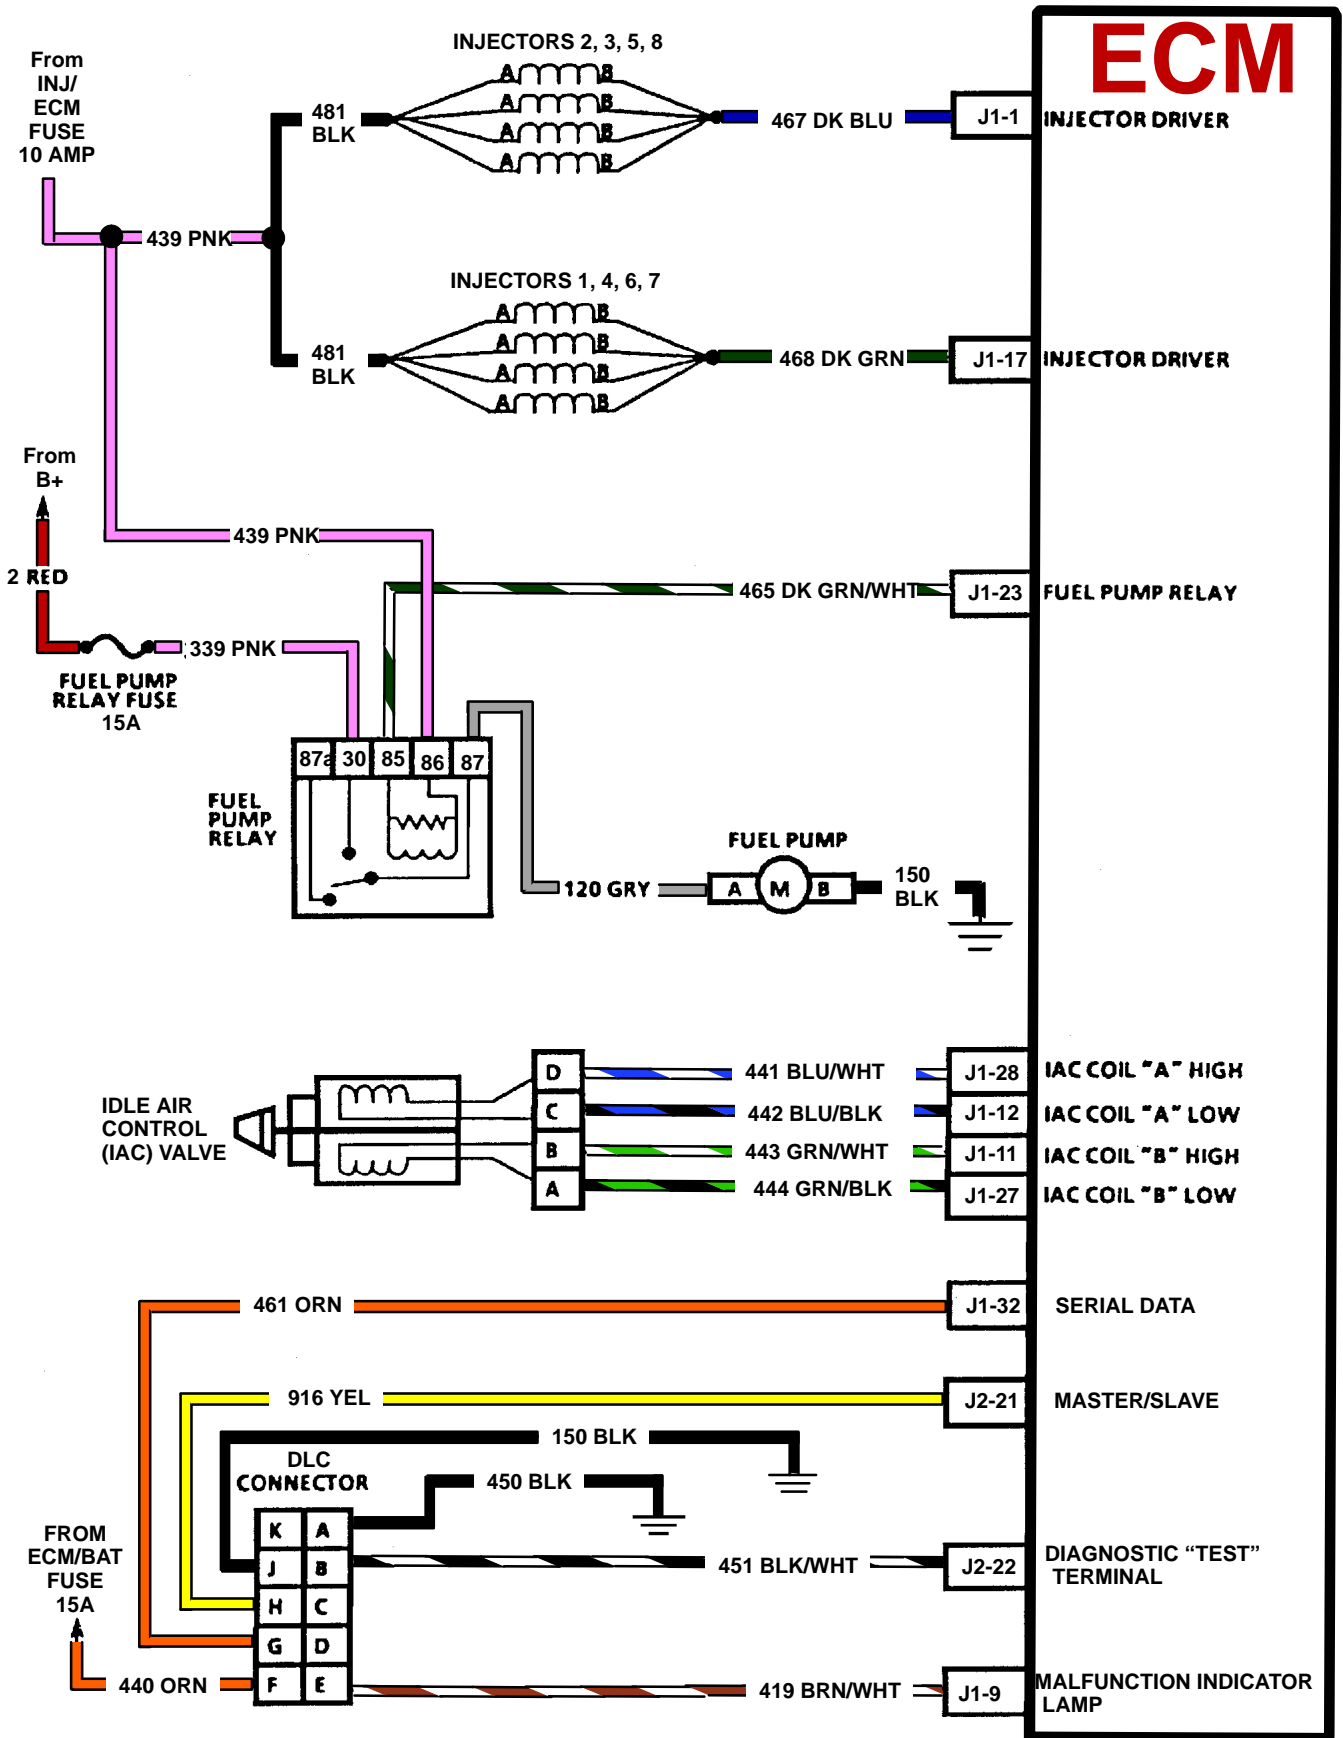 ECM
INJECTORS 2, 3, 5, 8
From
INJ/
ECM
FUSE
10 AMP
A B
A B
A B
A B
481
BLK
467 DK BLU
J1-1
INJECTOR DRIVER
439 PNK
INJECTORS 1, 4, 6, 7
A B
A B
A B
A B
481
BLK
468 DK GRN
J1-17
INJECTOR DRIVER
From
B+
439 PNK
2 RED
465 DK GRN/WHT
J1-23
FUEL PUMP RELAY
339 PNK
FUEL PUMP
RELAY FUSE
15A
87a 30 85 86 87
FUEL
PUMP
RELAY
FUEL PUMP
120 GRY
A M B
150
BLK
IDLE AIR
CONTROL
(IAC) VALVE
D
441 BLU/WHT
J1-28
IAC COIL "A" HIGH
C
442 BLU/BLK
J1-12
IAC COIL "A" LOW
B
443 GRN/WHT
J1-11
IAC COIL "B" HIGH
A
444 GRN/BLK
J1-27
IAC COIL "B" LOW
461 ORN
J1-32
SERIAL DATA
916 YEL
J2-21
MASTER/SLAVE
150 BLK
DLC
CONNECTOR
450 BLK
FROM
ECM/BAT
FUSE
15A
K A
J B
H C
G D
F E
451 BLK/WHT
J2-22
DIAGNOSTIC “TEST”
TERMINAL
440 ORN
419 BRN/WHT
J1-9
MALFUNCTION INDICATOR
LAMP